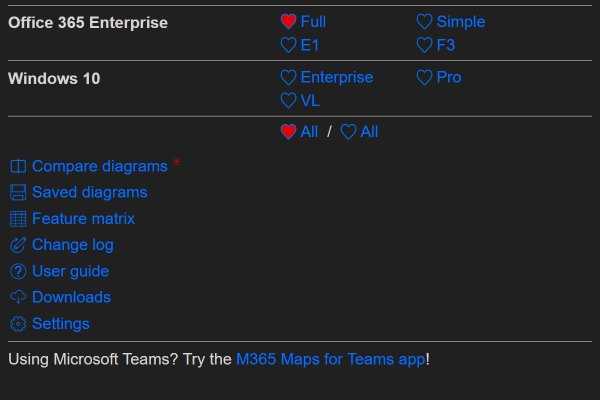 Office 365 Enterprise Full Simple
E1 F3
Windows 10 Enterprise Pro
VL
All / All
Compare diagrams *
Saved diagrams
Feature matrix
Change log
User guide
Downloads
Settings
Using Microsoft Teams? Try the M365 Maps for Teams app!